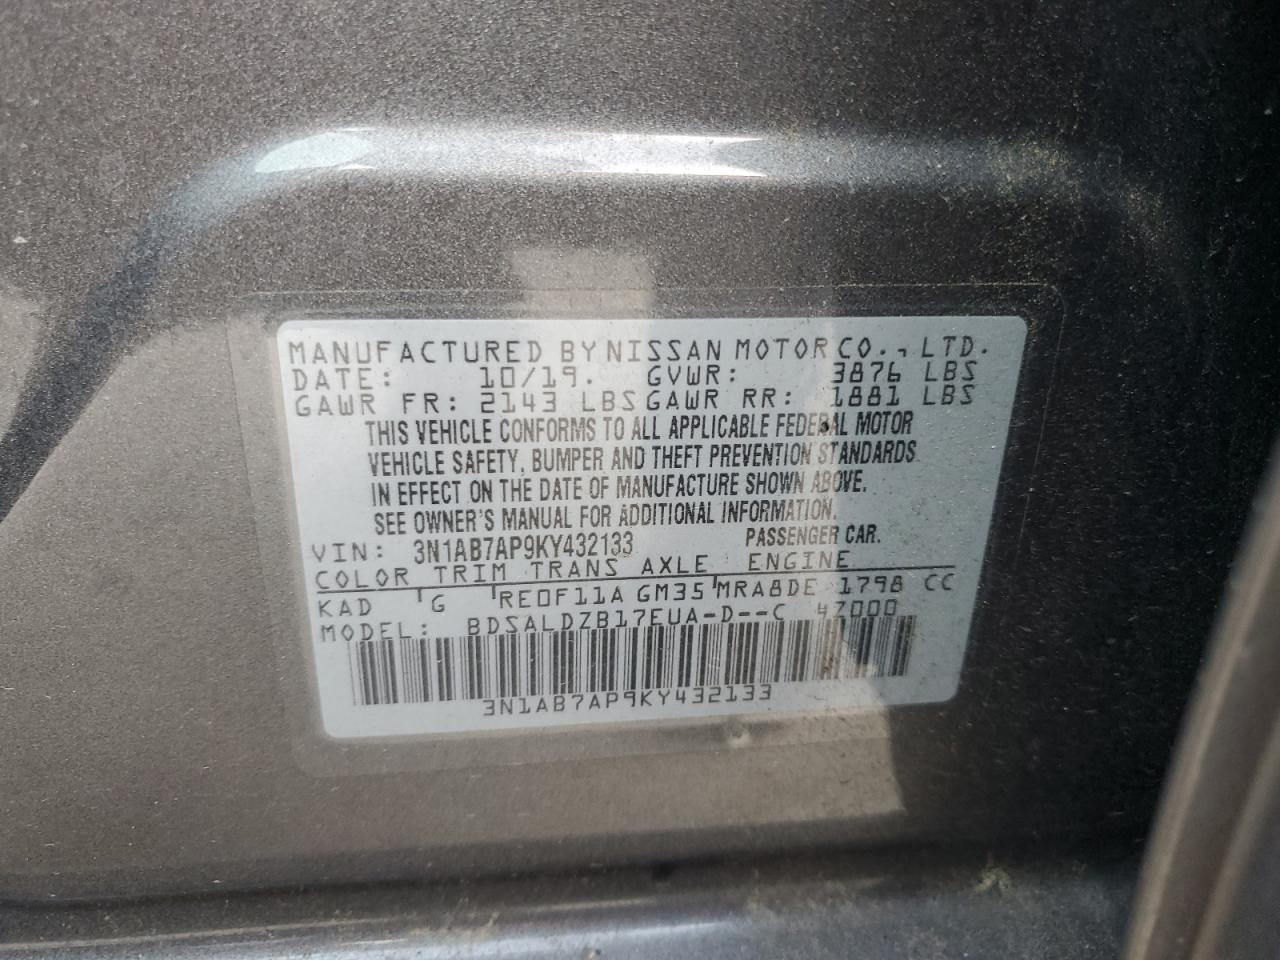 MANUFACTURED BY NISSAN MOTOR CO., LTD.
DATE: 10/19. GVWR: 3876 LBS
GAWR FR: 2143 LBS GAWR RR: 1881 LBS
THIS VEHICLE CONFORMS TO ALL APPLICABLE FEDERAL MOTOR
VEHICLE SAFETY, BUMPER AND THEFT PREVENTION STANDARDS
IN EFFECT ON THE DATE OF MANUFACTURE SHOWN ABOVE.
SEE OWNER'S MANUAL FOR ADDITIONAL INFORMATION.
VIN: 3N1AB7AP9KY432133 PASSENGER CAR.
COLOR TRIM TRANS AXLE ENGINE
KAD G RE0F11A GM35 MRA8DE 1798 CC
MODEL: BDSALDZB17EUA-D--C 47000
3N1AB7AP9KY432133